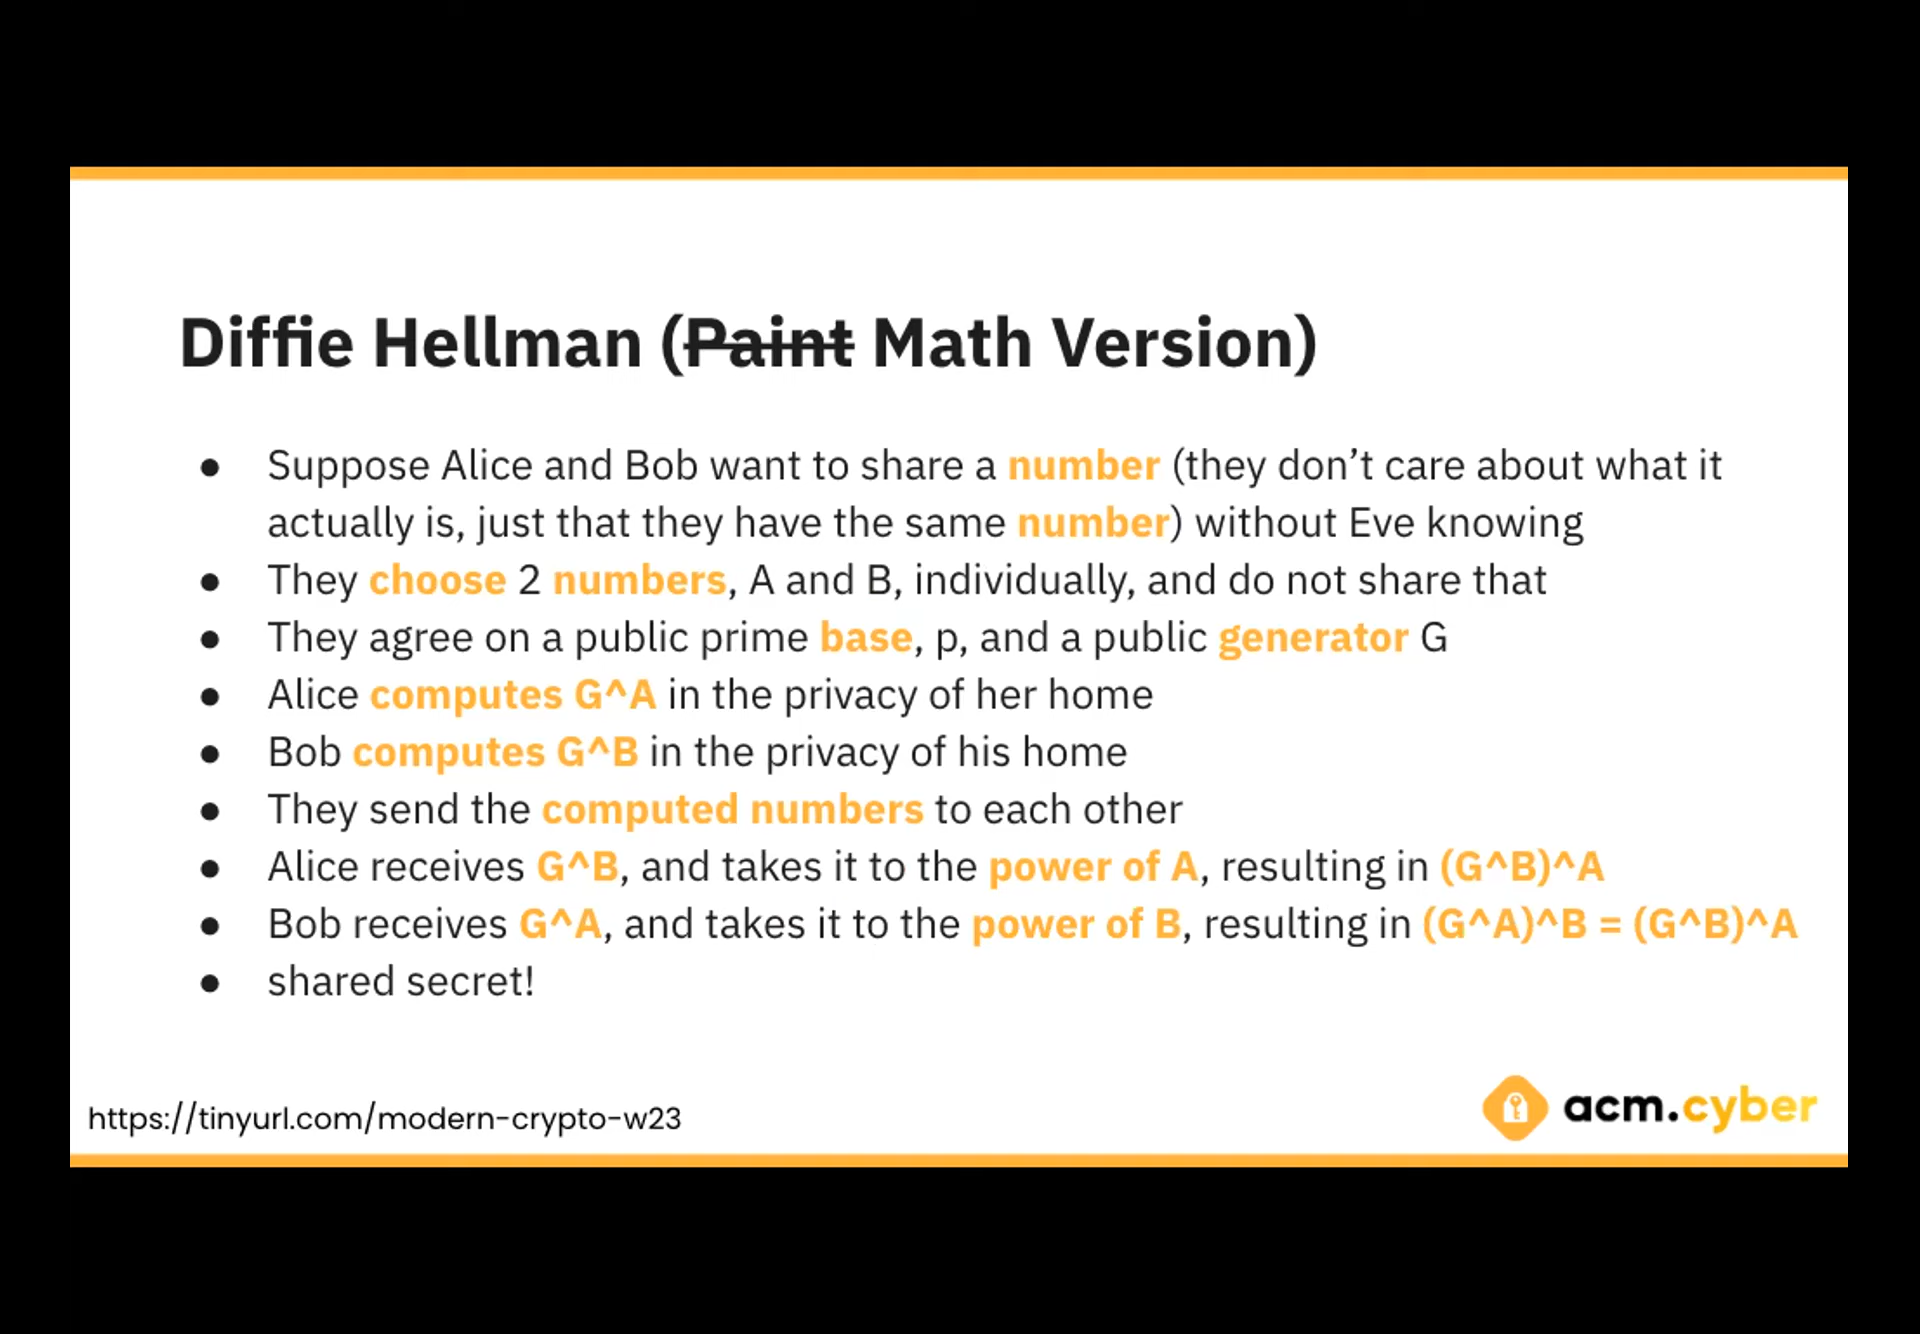 Diffie Hellman (Paint Math Version)
● Suppose Alice and Bob want to share a number (they don’t care about what it
actually is, just that they have the same number) without Eve knowing
● They choose 2 numbers, A and B, individually, and do not share that
● They agree on a public prime base, p, and a public generator G
● Alice computes G^A in the privacy of her home
● Bob computes G^B in the privacy of his home
● They send the computed numbers to each other
● Alice receives G^B, and takes it to the power of A, resulting in (G^B)^A
● Bob receives G^A, and takes it to the power of B, resulting in (G^A)^B = (G^B)^A
● shared secret!
https://tinyurl.com/modern-crypto-w23
acm.cyber